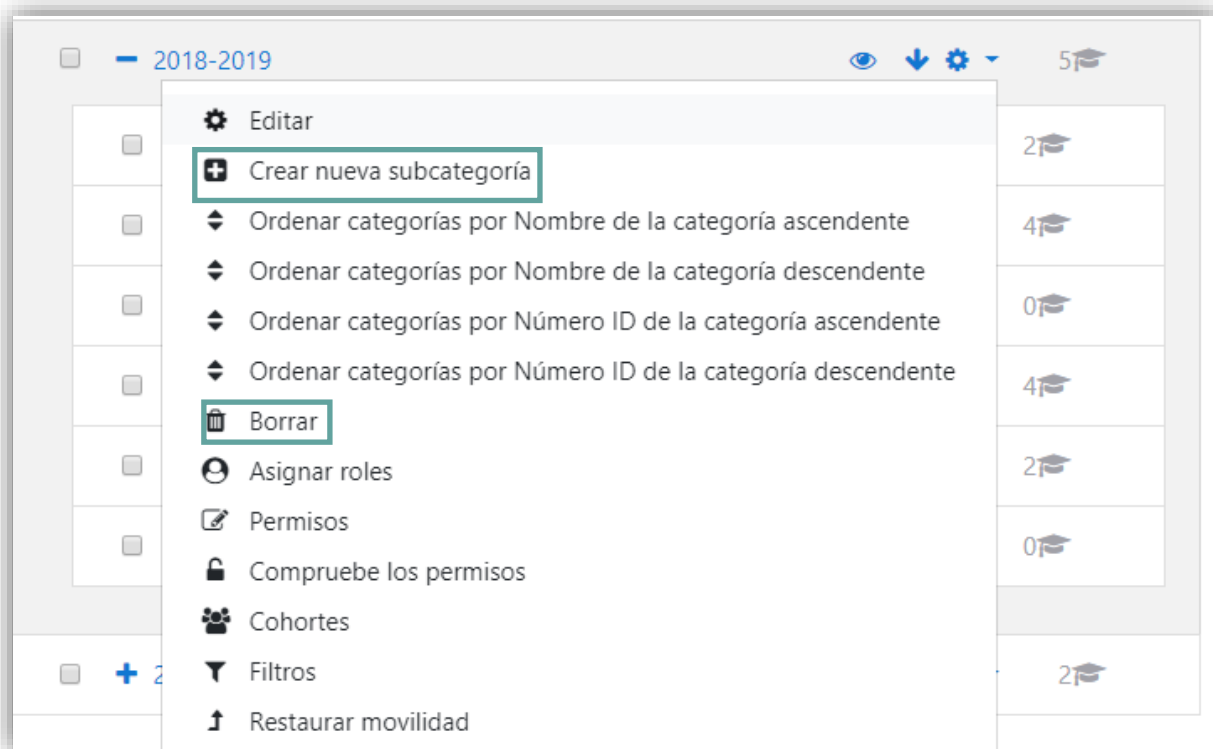 2018-2019 5
Editar
2
Crear nueva subcategoría
Ordenar categorías por Nombre de la categoría ascendente
4
Ordenar categorías por Nombre de la categoría descendente
0
Ordenar categorías por Número ID de la categoría ascendente
Ordenar categorías por Número ID de la categoría descendente
4
Borrar
Asignar roles
2
Permisos
0
Compruebe los permisos
Cohortes
Filtros
2 2
Restaurar movilidad